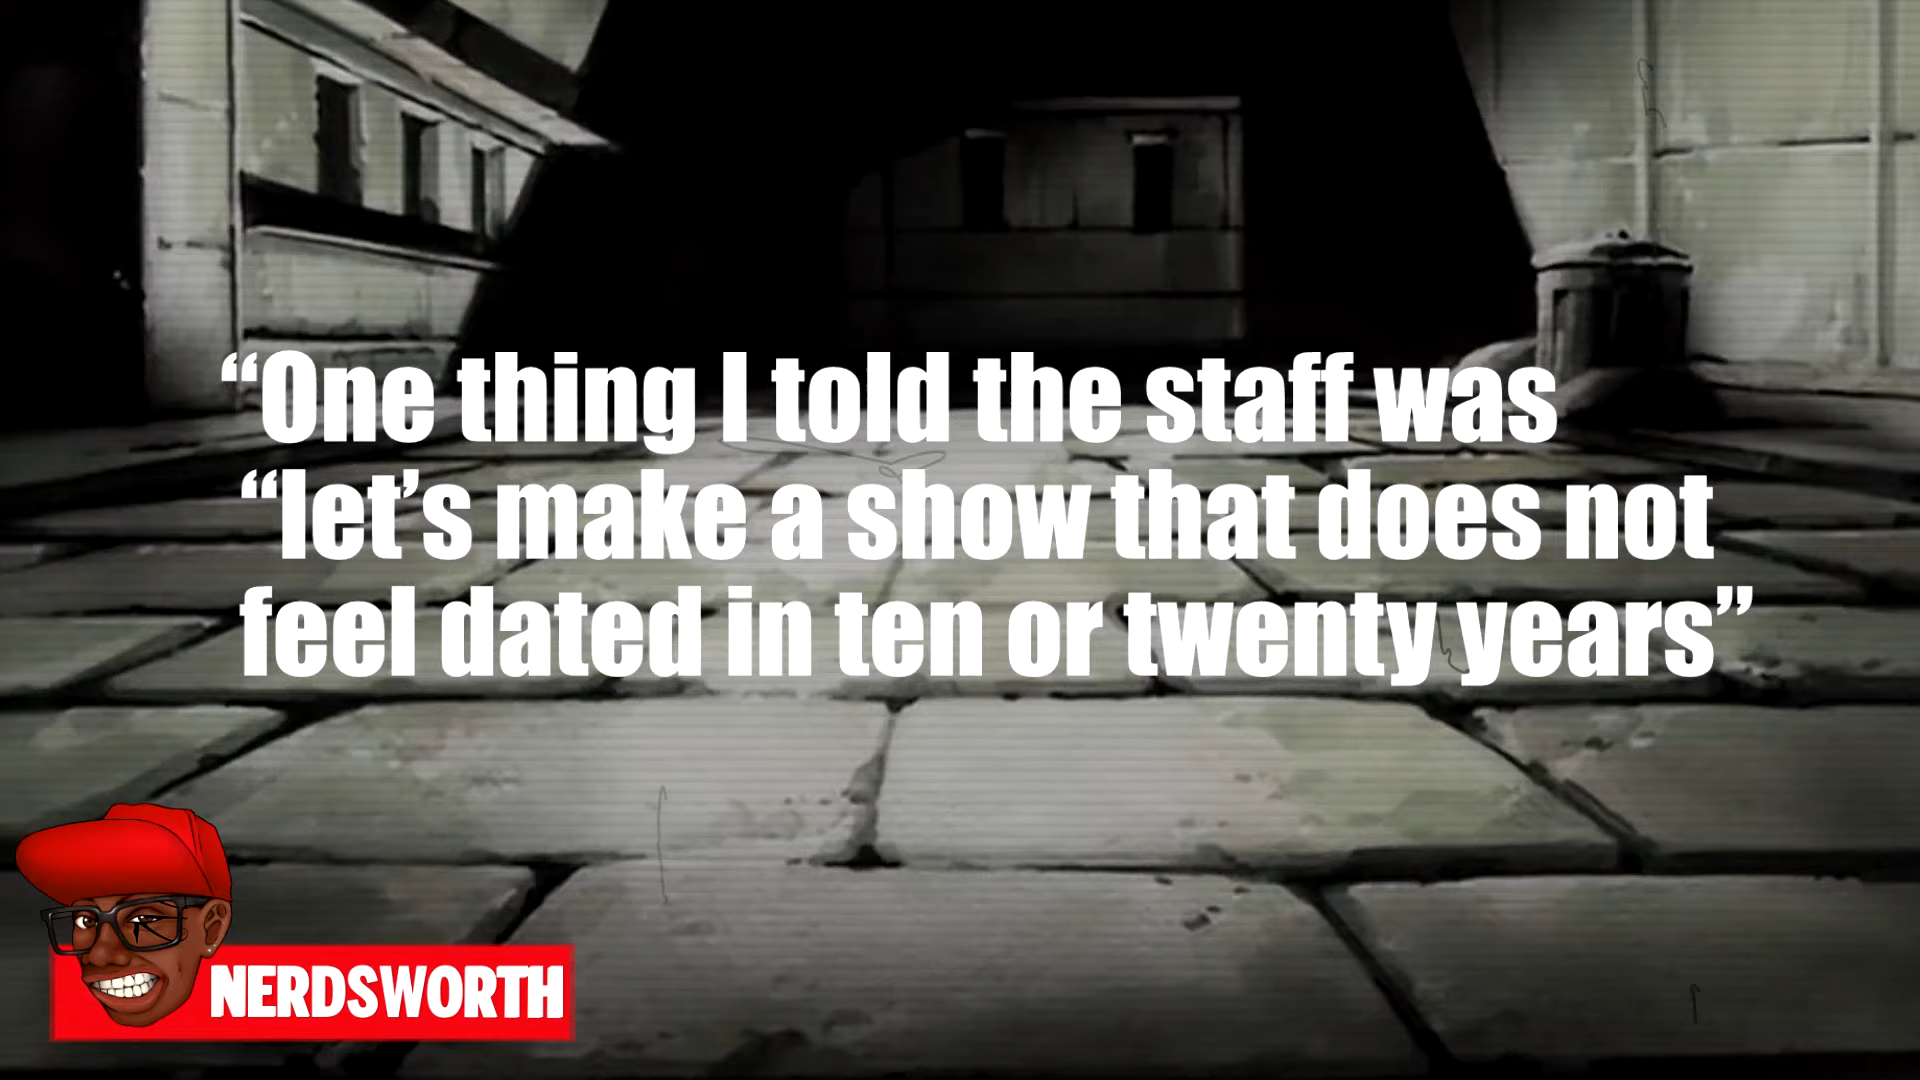 “One thing I told the staff was
“let’s make a show that does not
feel dated in ten or twenty years”
NERDSWORTH